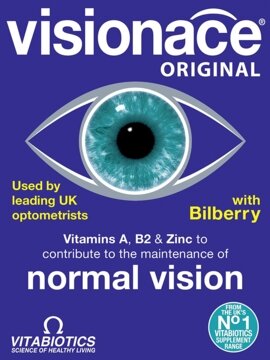 visionace®
ORIGINAL
Used by
leading UK
optometrists
with
Bilberry
Vitamins A, B2 & Zinc to
contribute to the maintenance of
normal vision
VITABIOTICS
SCIENCE OF HEALTHY LIVING
FROM
THE UK'S
Nº1
VITABIOTICS
SUPPLEMENT
RANGE